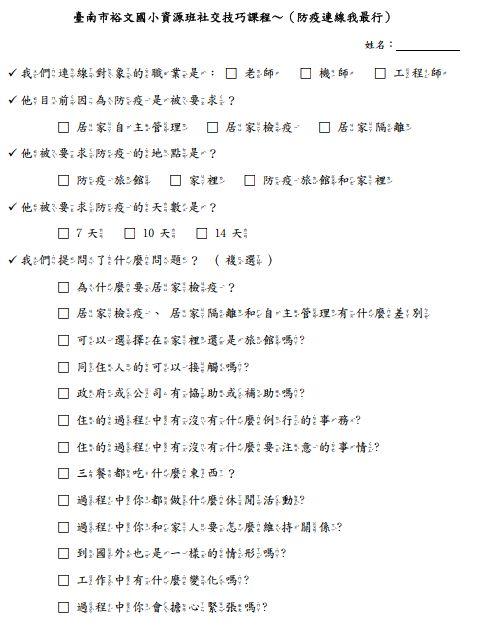 臺南市裕文國小資源班社交技巧課程~（防疫連線我最行）
姓名：
✓我們連線對象的職業是： □ 老師 □ 機師 □ 工程師
✓他目前因為防疫是被要求？
□ 居家自主管理 □ 居家檢疫 □ 居家隔離
✓他被要求防疫的地點是？
□ 防疫旅館 □ 家裡 □ 防疫旅館和家裡
✓他被要求防疫的天數是？
□ 7 天 □ 10 天 □ 14 天
✓我們提問了什麼問題？（複選）
□ 為什麼要居家檢疫？
□ 居家檢疫、居家隔離和自主管理有什麼差別
□ 可以選擇在家裡還是旅館嗎?
□ 同住人的可以接觸嗎?
□ 政府或公司有協助或補助嗎?
□ 住的過程中有沒有什麼例行的事務?
□ 住的過程中有沒有什麼要注意的事情?
□ 三餐都吃什麼東西？
□ 過程中你都做什麼休閒活動?
□ 過程中你和家人要怎麼維持關係?
□ 到國外也是一樣的情形嗎?
□ 工作中有什麼變化嗎?
□ 過程中你會擔心緊張嗎?